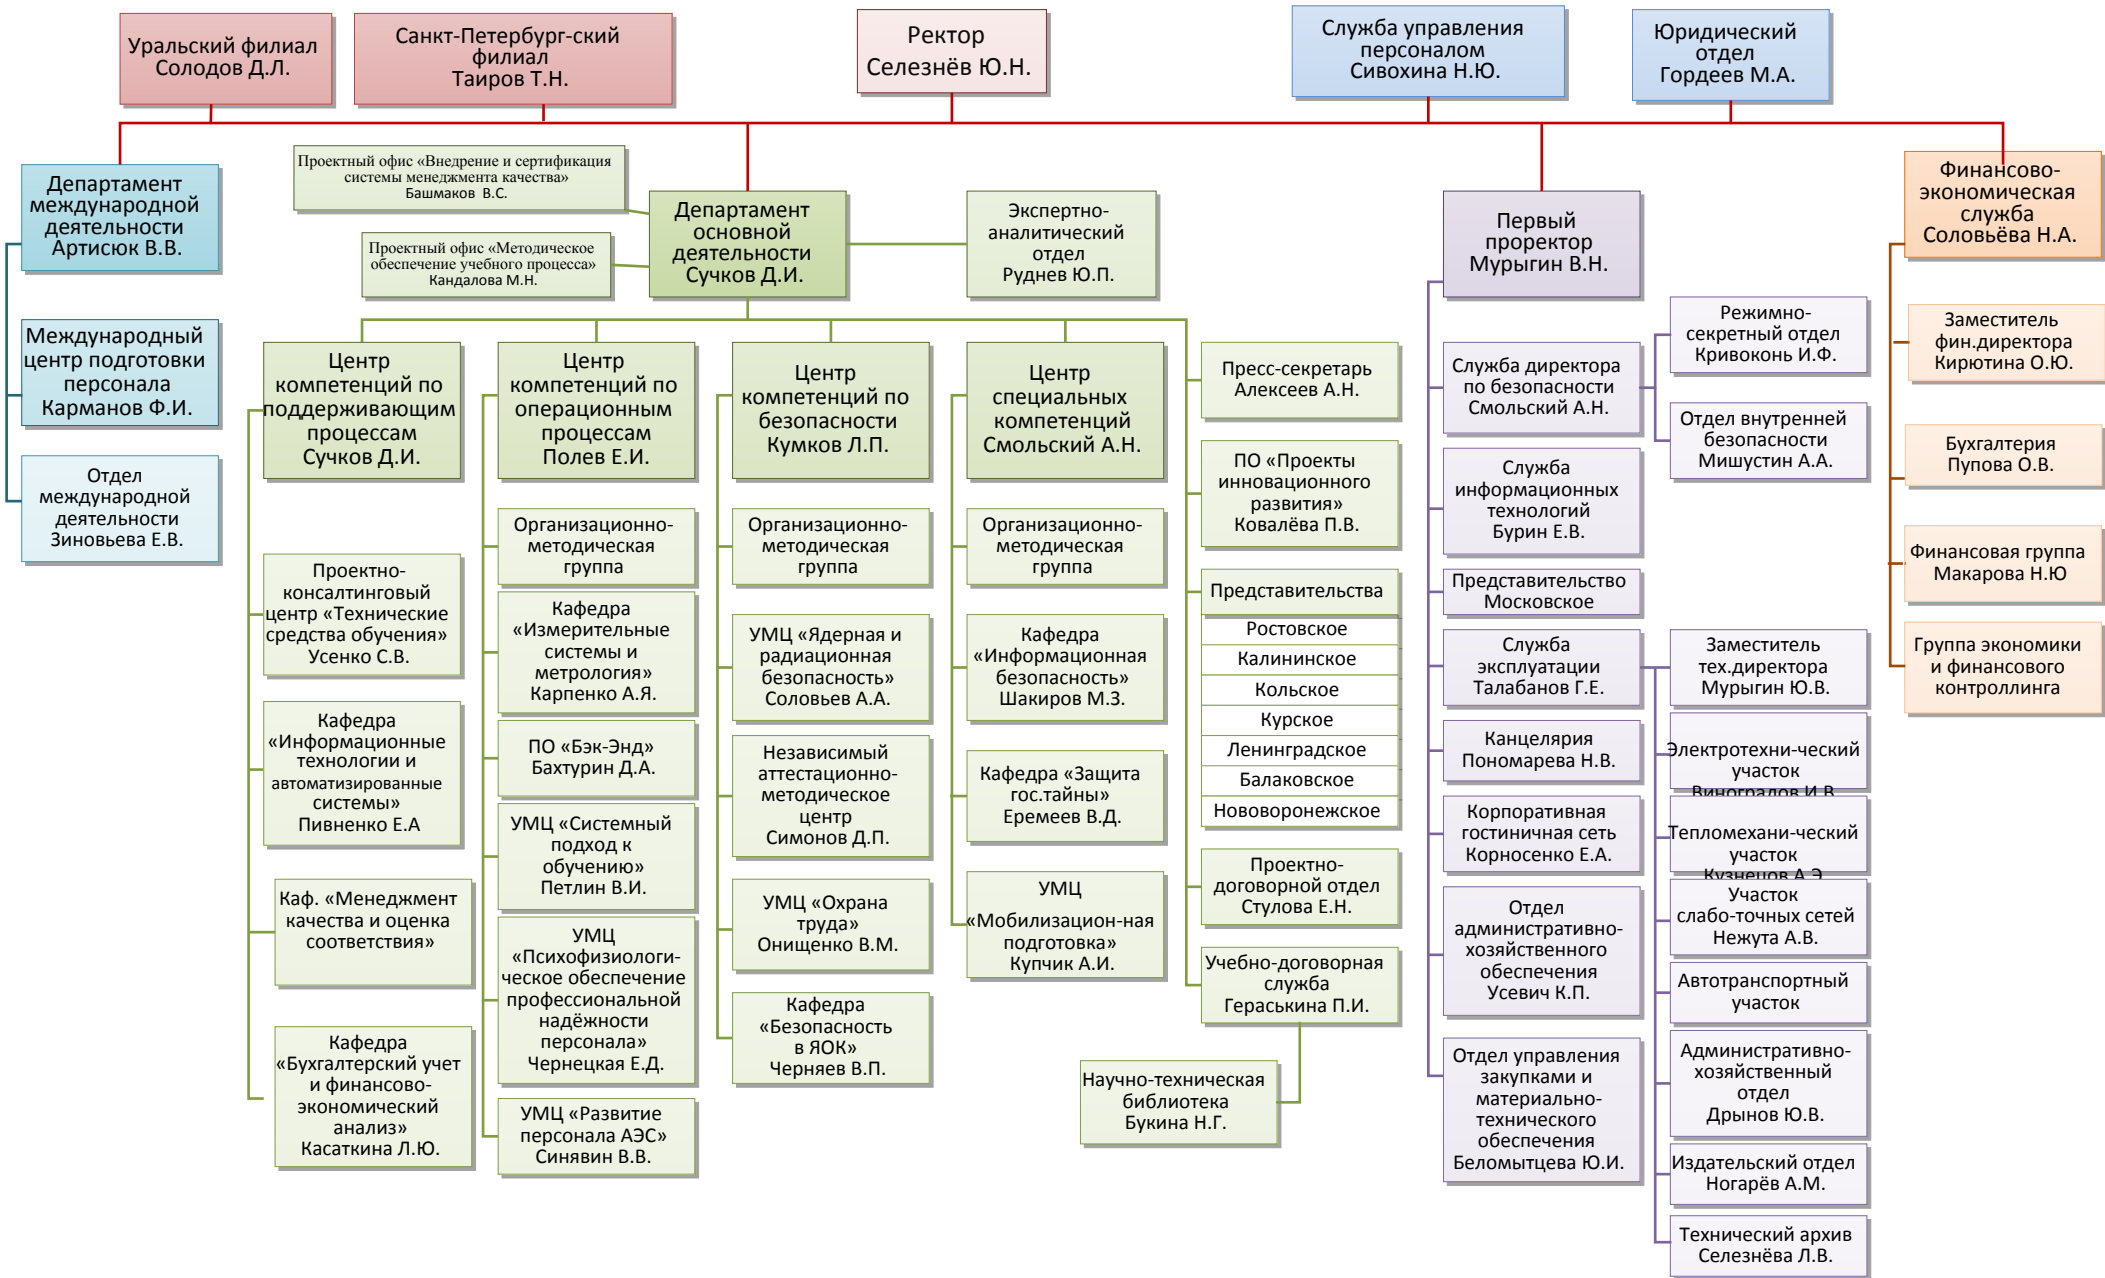 Уральский филиал
Солодов Д.Л.
Санкт-Петербург-ский
филиал
Таиров Т.Н.
Ректор
Селезнёв Ю.Н.
Служба управления
персоналом
Сивохина Н.Ю.
Юридический
отдел
Гордеев М.А.
Департамент
международной
деятельности
Артисюк В.В.
Международный
центр подготовки
персонала
Карманов Ф.И.
Отдел
международной
деятельности
Зиновьева Е.В.
Проектный офис «Внедрение и сертификация
системы менеджмента качества»
Башмаков В.С.
Проектный офис «Методическое
обеспечение учебного процесса»
Кандалова М.Н.
Департамент
основной
деятельности
Сучков Д.И.
Экспертно-
аналитический
отдел
Руднев Ю.П.
Центр
компетенций по
поддерживающим
процессам
Сучков Д.И.
Проектно-
консалтинговый
центр «Технические
средства обучения»
Усенко С.В.
Кафедра
«Информационные
технологии и
автоматизированные
системы»
Пивненко Е.А
Каф. «Менеджмент
качества и оценка
соответствия»
Кафедра
«Бухгалтерский учет
и финансово-
экономический
анализ»
Касаткина Л.Ю.
Центр
компетенций по
операционным
процессам
Полев Е.И.
Организационно-
методическая
группа
Кафедра
«Измерительные
системы и
метрология»
Карпенко А.Я.
ПО «Бэк-Энд»
Бахтурин Д.А.
УМЦ «Системный
подход к
обучению»
Петлин В.И.
УМЦ
«Психофизиологи-
ческое обеспечение
профессиональной
надёжности
персонала»
Чернецкая Е.Д.
УМЦ «Развитие
персонала АЭС»
Синявин В.В.
Центр
компетенций по
безопасности
Кумков Л.П.
Организационно-
методическая
группа
УМЦ «Ядерная и
радиационная
безопасность»
Соловьев А.А.
Независимый
аттестационно-
методическое
центр
Симонов Д.П.
УМЦ «Охрана
труда»
Онищенко В.М.
Кафедра
«Безопасность
в ЯОК»
Черняев В.П.
Центр
специальных
компетенций
Смольский А.Н.
Организационно-
методическая
группа
Кафедра
«Информационная
безопасность»
Шакиров М.З.
Кафедра «Защита
гос.тайны»
Еремеев В.Д.
УМЦ
«Мобилизацион-ная
подготовка»
Купчик А.И.
Пресс-секретарь
Алексеев А.Н.
ПО «Проекты
инновационного
развития»
Ковалёва П.В.
Представительства
Ростовское
Калининское
Кольское
Курское
Ленинградское
Балаковское
Нововоронежское
Проектно-
договорной отдел
Стулова Е.Н.
Учебно-договорная
служба
Гераськина П.И.
Научно-техническая
библиотека
Букина Н.Г.
Первый
проректор
Мурыгин В.Н.
Служба директора
по безопасности
Смольский А.Н.
Режимно-
секретный отдел
Кривоконь И.Ф.
Отдел внутренней
безопасности
Мишустин А.А.
Служба
информационных
технологий
Бурин Е.В.
Представительство
Московское
Служба
эксплуатации
Талабанов Г.Е.
Канцелярия
Пономарева Н.В.
Корпоративная
гостиничная сеть
Корносенко Е.А.
Отдел
административно-
хозяйственного
обеспечения
Усевич К.П.
Отдел управления
закупками и
материально-
технического
обеспечения
Беломытцева Ю.И.
Заместитель
тех.директора
Мурыгин Ю.В.
Электротехни-ческий
участок
Виноградов И.В.
Тепломехани-ческий
участок
Кузнецов А.Э.
Участок
слабо-точных сетей
Нежута А.В.
Автотранспортный
участок
Административно-
хозяйственный
отдел
Дрынов Ю.В.
Издательский отдел
Ногарёв А.М.
Технический архив
Селезнёва Л.В.
Финансово-
экономическая
служба
Соловьёва Н.А.
Заместитель
фин.директора
Кирютина О.Ю.
Бухгалтерия
Пупова О.В.
Финансовая группа
Макарова Н.Ю
Группа экономики
и финансового
контроллинга